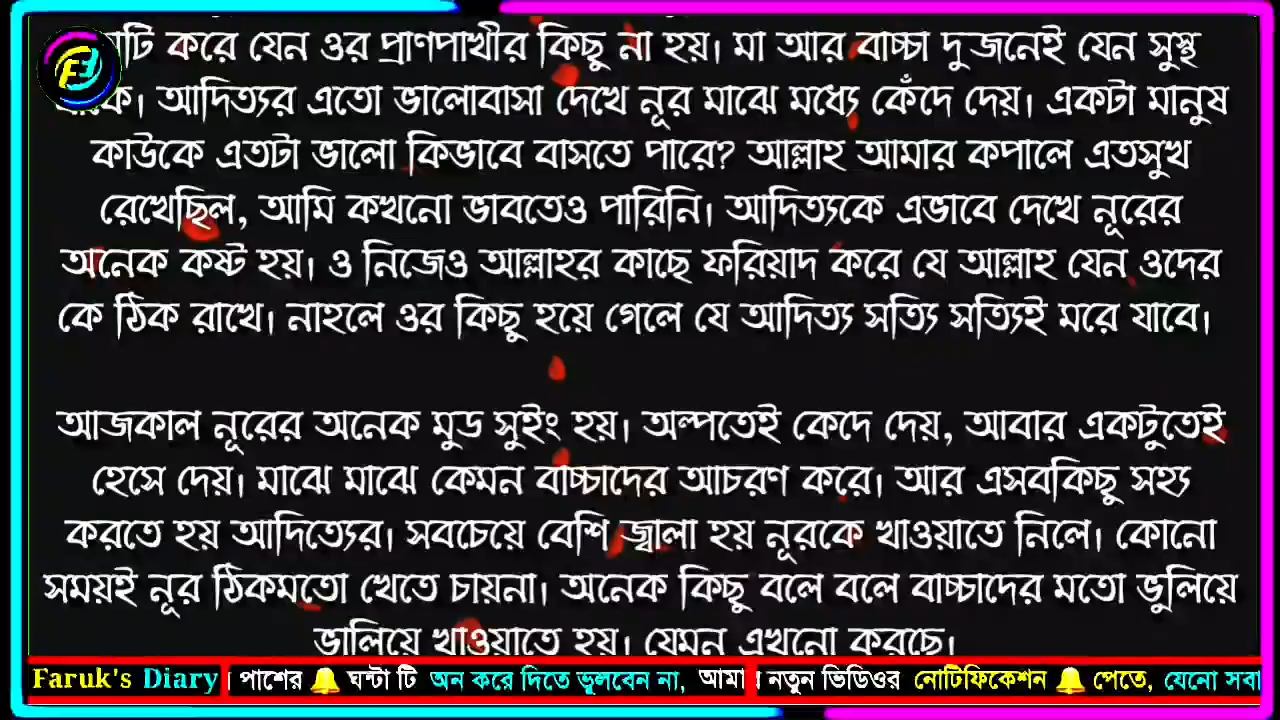 করে যেন ওর প্রাণপাখীর কিছু না হয়। মা আর বাচ্চা দুজনেই যেন সুস্থ
আদিত্যর এতো ভালোবাসা দেখে নূর মাঝে মধ্যে কেঁদে দেয়। একটা মানুষ
কাউকে এতটা ভালো কিভাবে বাসতে পারে? আল্লাহ আমার কপালে এতসুখ
রেখেছিল, আমি কখনো ভাবতেও পারিনি। আদিত্যকে এভাবে দেখে নূরের
অনেক কষ্ট হয়। ও নিজেও আল্লাহর কাছে ফরিয়াদ করে যে আল্লাহ যেন ওদের
কে ঠিক রাখে। নাহলে ওর কিছু হয়ে গেলে যে আদিত্য সত্যি সত্যিই মরে যাবে।
আজকাল নূরের অনেক মুড সুইং হয়। অল্পতেই কেদে দেয়, আবার একটুতেই
হেসে দেয়। মাঝে মাঝে কেমন বাচ্চাদের আচরণ করে। আর এসবকিছু সহ্য
করতে হয় আদিত্যের। সবচেয়ে বেশি জ্বালা হয় নূরকে খাওয়াতে নিলে। কোনো
সময়ই নূর ঠিকমতো খেতে চায়না। অনেক কিছু বলে বলে বাচ্চাদের মতো ভুলিয়ে
ভালিয়ে খাওয়াতে হয়। যেমন এখনো করছে।
Faruk's Diary । পাশের 🔔 ঘন্টা টি অন করে দিতে ভূলবেন না, আমা নতুন ভিডিওর নোটিফিকেশন 🔔 পেতে, যেনো সবা